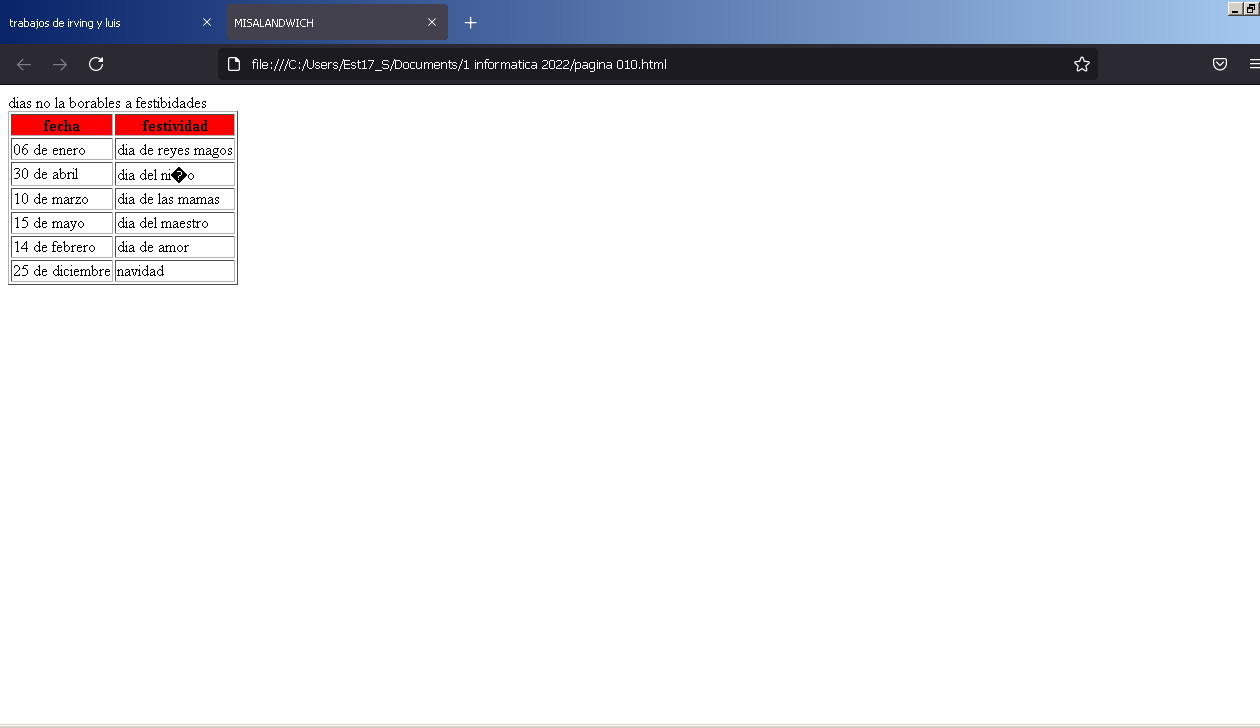 trabajos de irving y luis
MISALANDWICH
file:///C:/Users/Est17_S/Documents/1 informatica 2022/pagina 010.html
dias no la borables a festibidades
fecha festividad
06 de enero dia de reyes magos
30 de abril dia del ni�o
10 de marzo dia de las mamas
15 de mayo dia del maestro
14 de febrero dia de amor
25 de diciembre navidad